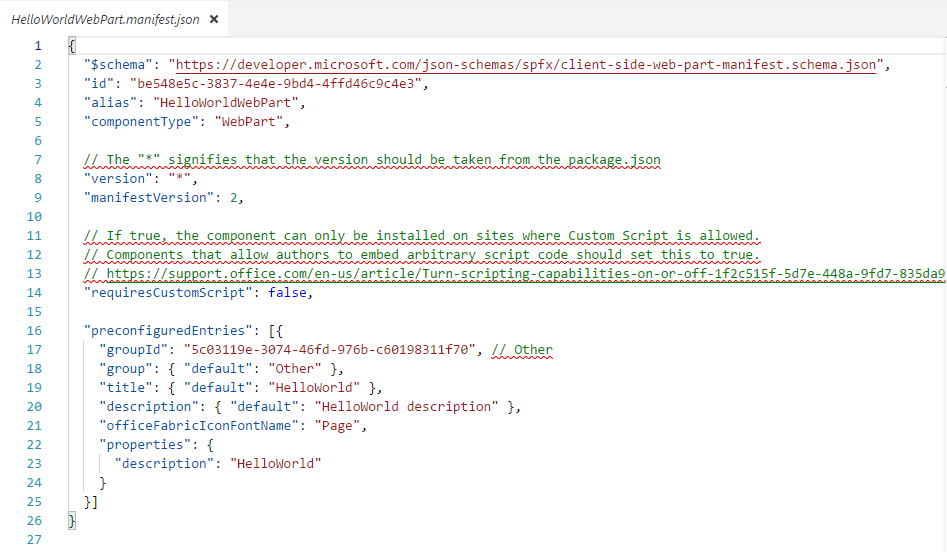 HelloWorldWebPart.manifest.json ×
1 {
2 "$schema": "https://developer.microsoft.com/json-schemas/spfx/client-side-web-part-manifest.schema.json",
3 "id": "be548e5c-3837-4e4e-9bd4-4ffd46c9c4e3",
4 "alias": "HelloWorldWebPart",
5 "componentType": "WebPart",
6
7 // The "*" signifies that the version should be taken from the package.json
8 "version": "*",
9 "manifestVersion": 2,
10
11 // If true, the component can only be installed on sites where Custom Script is allowed.
12 // Components that allow authors to embed arbitrary script code should set this to true.
13 // https://support.office.com/en-us/article/Turn-scripting-capabilities-on-or-off-1f2c515f-5d7e-448a-9fd7-835da9
14 "requiresCustomScript": false,
15
16 "preconfiguredEntries": [{
17 "groupId": "5c03119e-3074-46fd-976b-c60198311f70", // Other
18 "group": { "default": "Other" },
19 "title": { "default": "HelloWorld" },
20 "description": { "default": "HelloWorld description" },
21 "officeFabricIconFontName": "Page",
22 "properties": {
23 "description": "HelloWorld"
24 }
25 }]
26 }
27